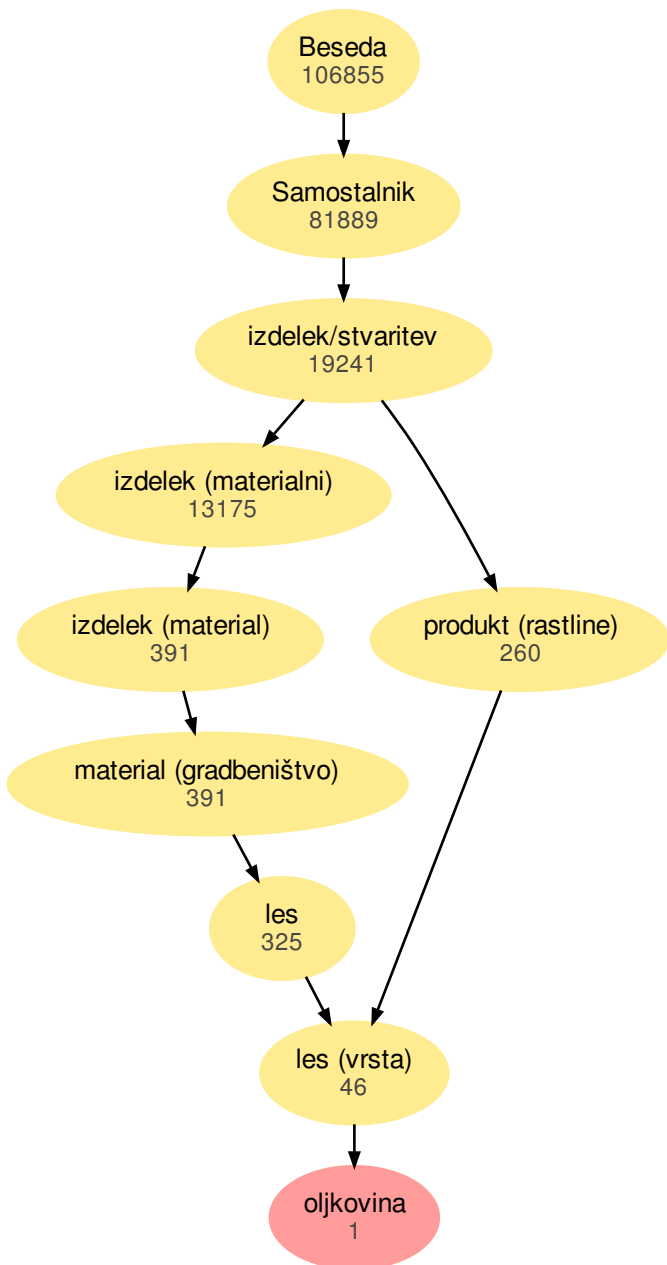 Beseda
106855
Samostalnik
81889
izdelek/stvaritev
19241
izdelek (materialni)
13175
izdelek (material)
391
produkt (rastline)
260
material (gradbeništvo)
391
les
325
les (vrsta)
46
oljkovina
1